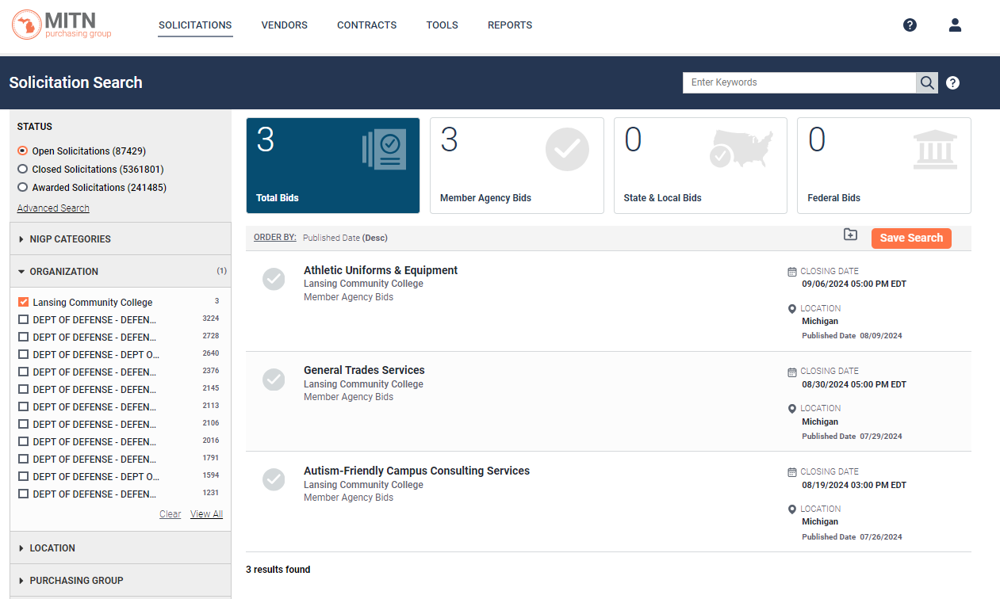 MITN
purchasing group
SOLICITATIONS VENDORS CONTRACTS TOOLS REPORTS
Solicitation Search
Enter Keywords
STATUS
Open Solicitations (87429)
Closed Solicitations (5361801)
Awarded Solicitations (241485)
Advanced Search
NIGP CATEGORIES
ORGANIZATION (1)
Lansing Community College 3
DEPT OF DEFENSE - DEFEN... 3224
DEPT OF DEFENSE - DEFEN... 2728
DEPT OF DEFENSE - DEPT O... 2640
DEPT OF DEFENSE - DEFEN... 2376
DEPT OF DEFENSE - DEFEN... 2145
DEPT OF DEFENSE - DEFEN... 2113
DEPT OF DEFENSE - DEFEN... 2106
DEPT OF DEFENSE - DEFEN... 2016
DEPT OF DEFENSE - DEFEN... 1791
DEPT OF DEFENSE - DEPT O... 1594
DEPT OF DEFENSE - DEFEN... 1231
Clear View All
LOCATION
PURCHASING GROUP
3
Total Bids
3
Member Agency Bids
0
State & Local Bids
0
Federal Bids
ORDER BY: Published Date (Desc)
Save Search
Athletic Uniforms & Equipment
Lansing Community College
Member Agency Bids
CLOSING DATE
09/06/2024 05:00 PM EDT
LOCATION
Michigan
Published Date 08/09/2024
General Trades Services
Lansing Community College
Member Agency Bids
CLOSING DATE
08/30/2024 05:00 PM EDT
LOCATION
Michigan
Published Date 07/29/2024
Autism-Friendly Campus Consulting Services
Lansing Community College
Member Agency Bids
CLOSING DATE
08/19/2024 03:00 PM EDT
LOCATION
Michigan
Published Date 07/26/2024
3 results found